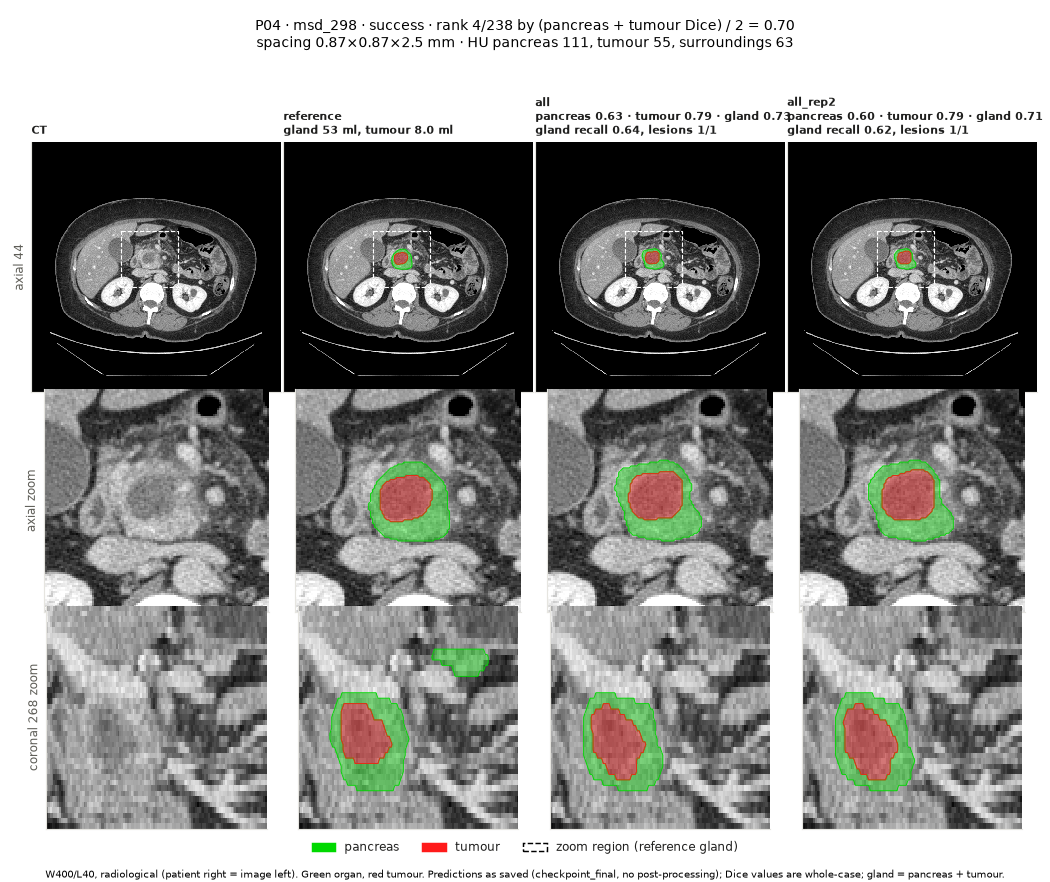 P04 · msd_298 · success · rank 4/238 by (pancreas + tumour Dice) / 2 = 0.70
spacing 0.87×0.87×2.5 mm · HU pancreas 111, tumour 55, surroundings 63
CT
reference
gland 53 ml, tumour 8.0 ml
all
pancreas 0.63 · tumour 0.79 · gland 0.73
gland recall 0.64, lesions 1/1
all_rep2
pancreas 0.60 · tumour 0.79 · gland 0.71
gland recall 0.62, lesions 1/1
axial 44
axial zoom
coronal 268 zoom
pancreas
tumour
zoom region (reference gland)
W400/L40, radiological (patient right = image left). Green organ, red tumour. Predictions as saved (checkpoint_final, no post-processing); Dice values are whole-case; gland = pancreas + tumour.